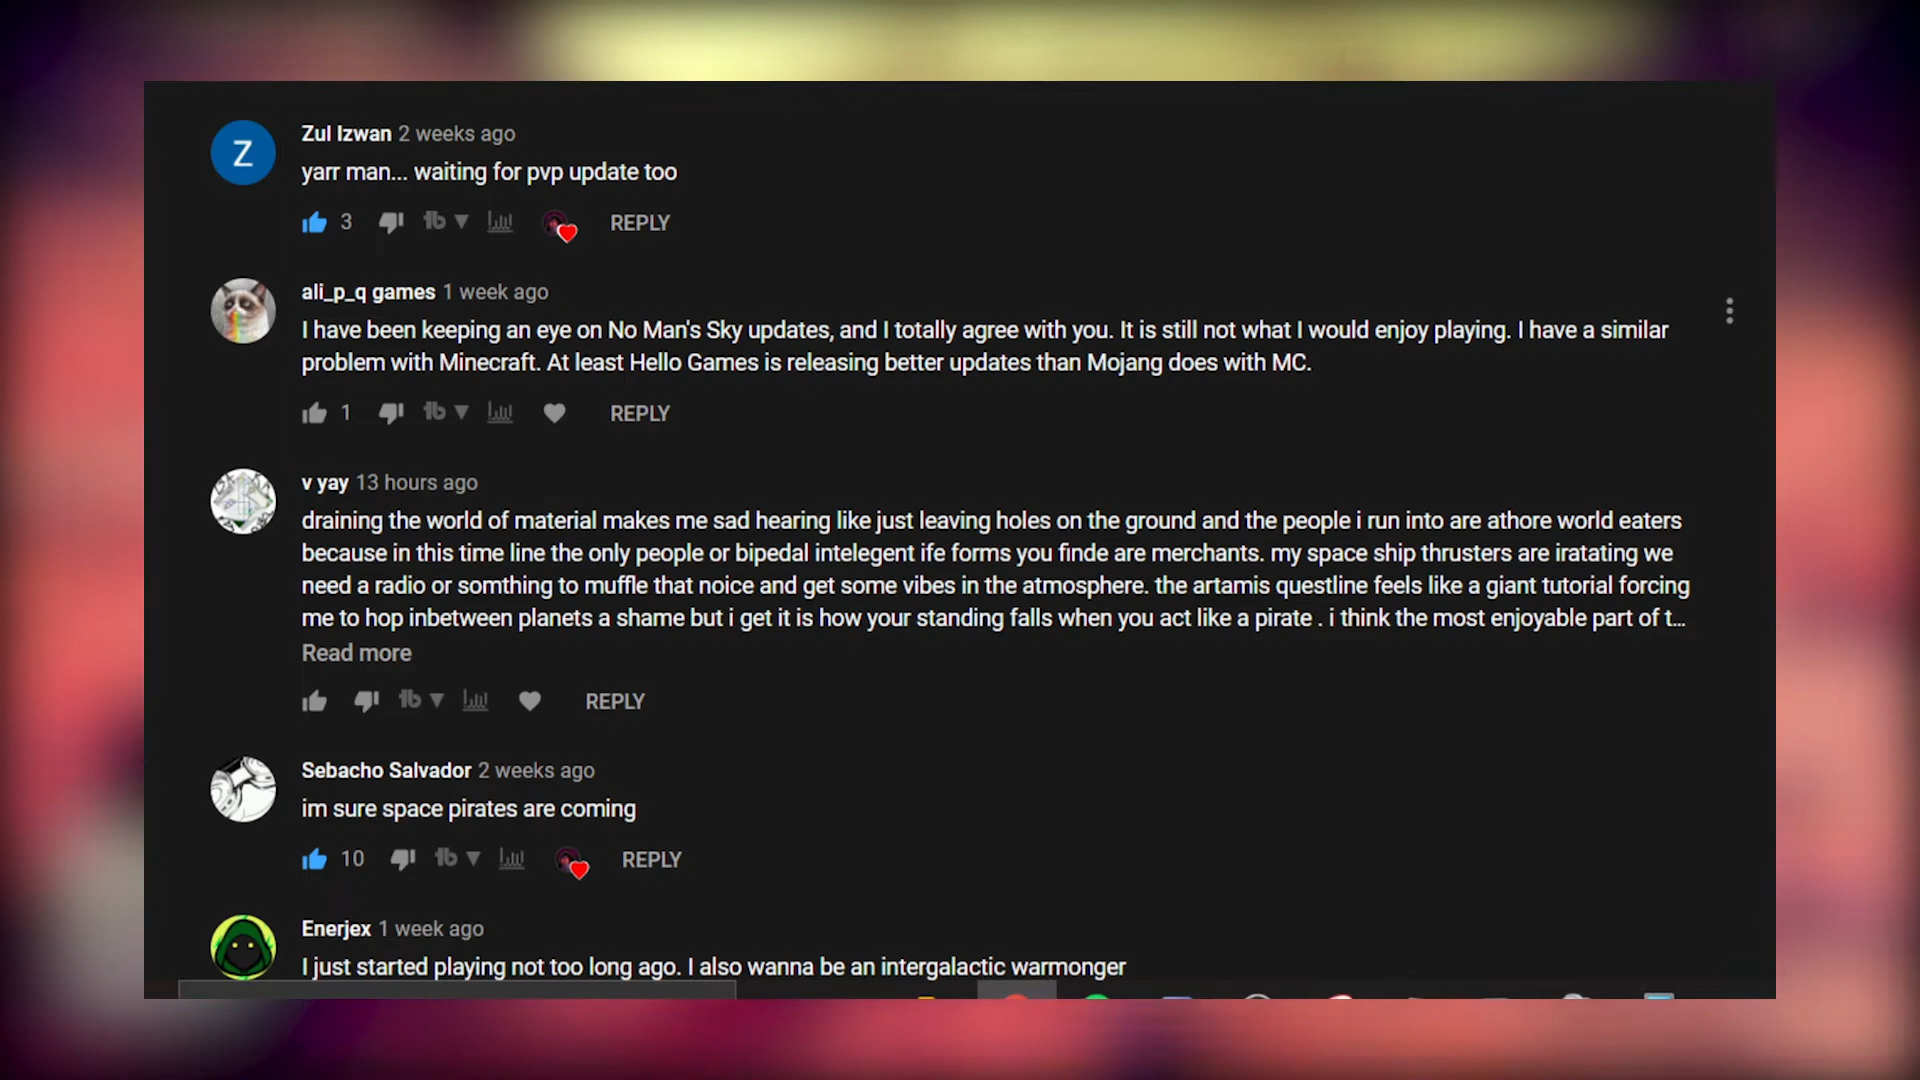 Z
Zul Izwan 2 weeks ago
yarr man... waiting for pvp update too
3 REPLY
ali_p_q games 1 week ago
I have been keeping an eye on No Man's Sky updates, and I totally agree with you. It is still not what I would enjoy playing. I have a similar
problem with Minecraft. At least Hello Games is releasing better updates than Mojang does with MC.
1 REPLY
v yay 13 hours ago
draining the world of material makes me sad hearing like just leaving holes on the ground and the people i run into are athore world eaters
because in this time line the only people or bipedal intelegent ife forms you finde are merchants. my space ship thrusters are iratating we
need a radio or somthing to muffle that noice and get some vibes in the atmosphere. the artamis questline feels like a giant tutorial forcing
me to hop inbetween planets a shame but i get it is how your standing falls when you act like a pirate . i think the most enjoyable part of t...
Read more
REPLY
Sebacho Salvador 2 weeks ago
im sure space pirates are coming
10 REPLY
Enerjex 1 week ago
I just started playing not too long ago. I also wanna be an intergalactic warmonger